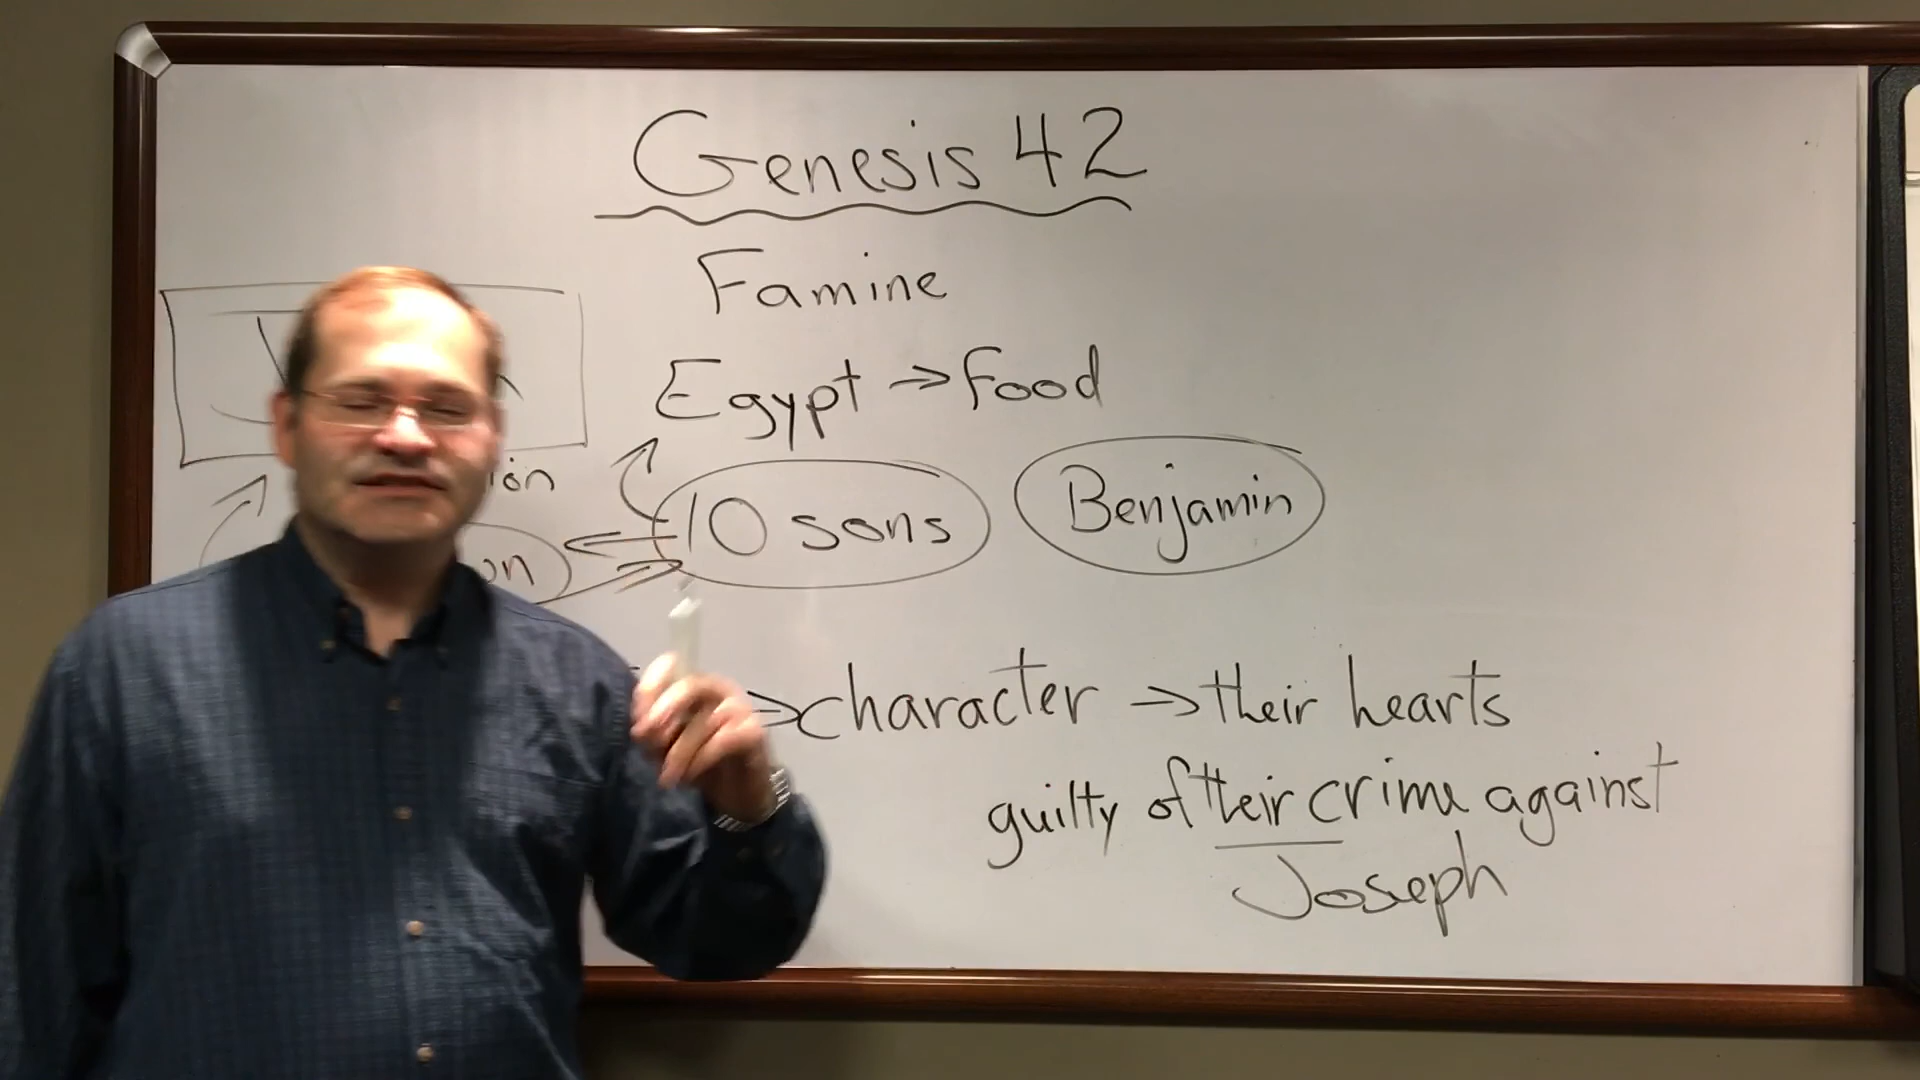 Genesis 42
Famine
Egypt → Food
10 sons
Benjamin
→ character → their hearts
guilty of their crime against
Joseph